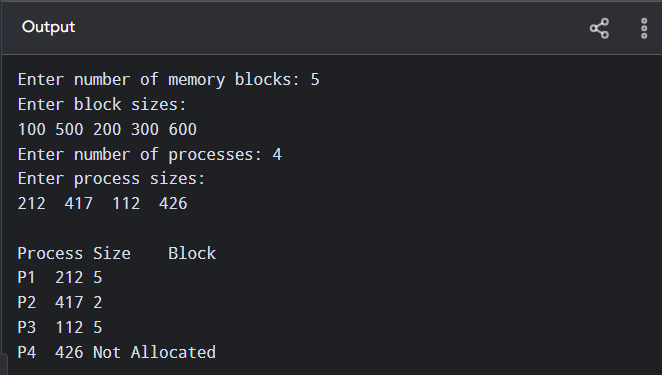 Output
Enter number of memory blocks: 5
Enter block sizes:
100 500 200 300 600
Enter number of processes: 4
Enter process sizes:
212  417  112  426

Process Size    Block
P1  212 5
P2  417 2
P3  112 5
P4  426 Not Allocated